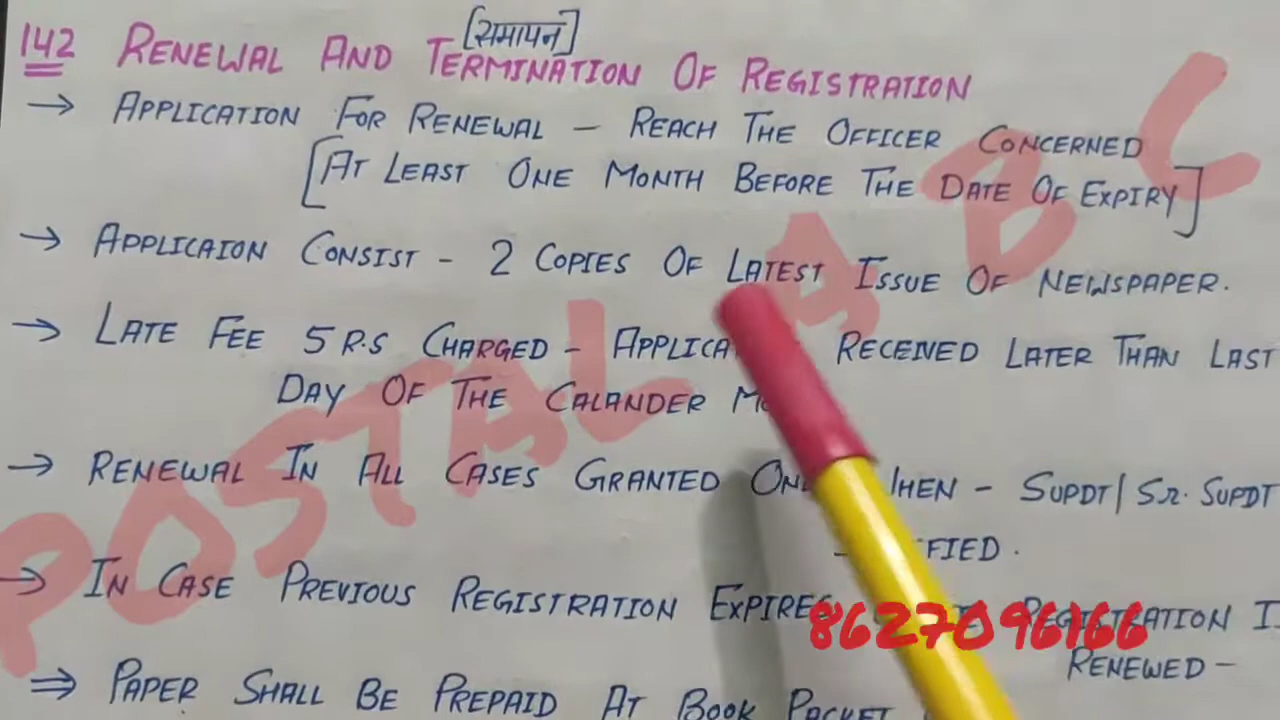 [समापन]
142 RENEWAL AND TERMINATION OF REGISTRATION
→ APPLICATION FOR RENEWAL – REACH THE OFFICER CONCERNED
[AT LEAST ONE MONTH BEFORE THE DATE OF EXPIRY]
→ APPLICAION CONSIST – 2 COPIES OF LATEST ISSUE OF NEWSPAPER.
→ LATE FEE 5 R.S CHARGED – RECEIVED LATER THAN LAST
DAY OF THE CALANDER
→ RENEWAL IN ALL CASES GRANTED – SUPDT/SR. SUPDT
→ IN CASE PREVIOUS REGISTRATION EXPIRES REGISTRATION
RENEWED –
⇒ PAPER SHALL BE PREPAID AT BOOK PACKET
POSTAL A B C
8627096166